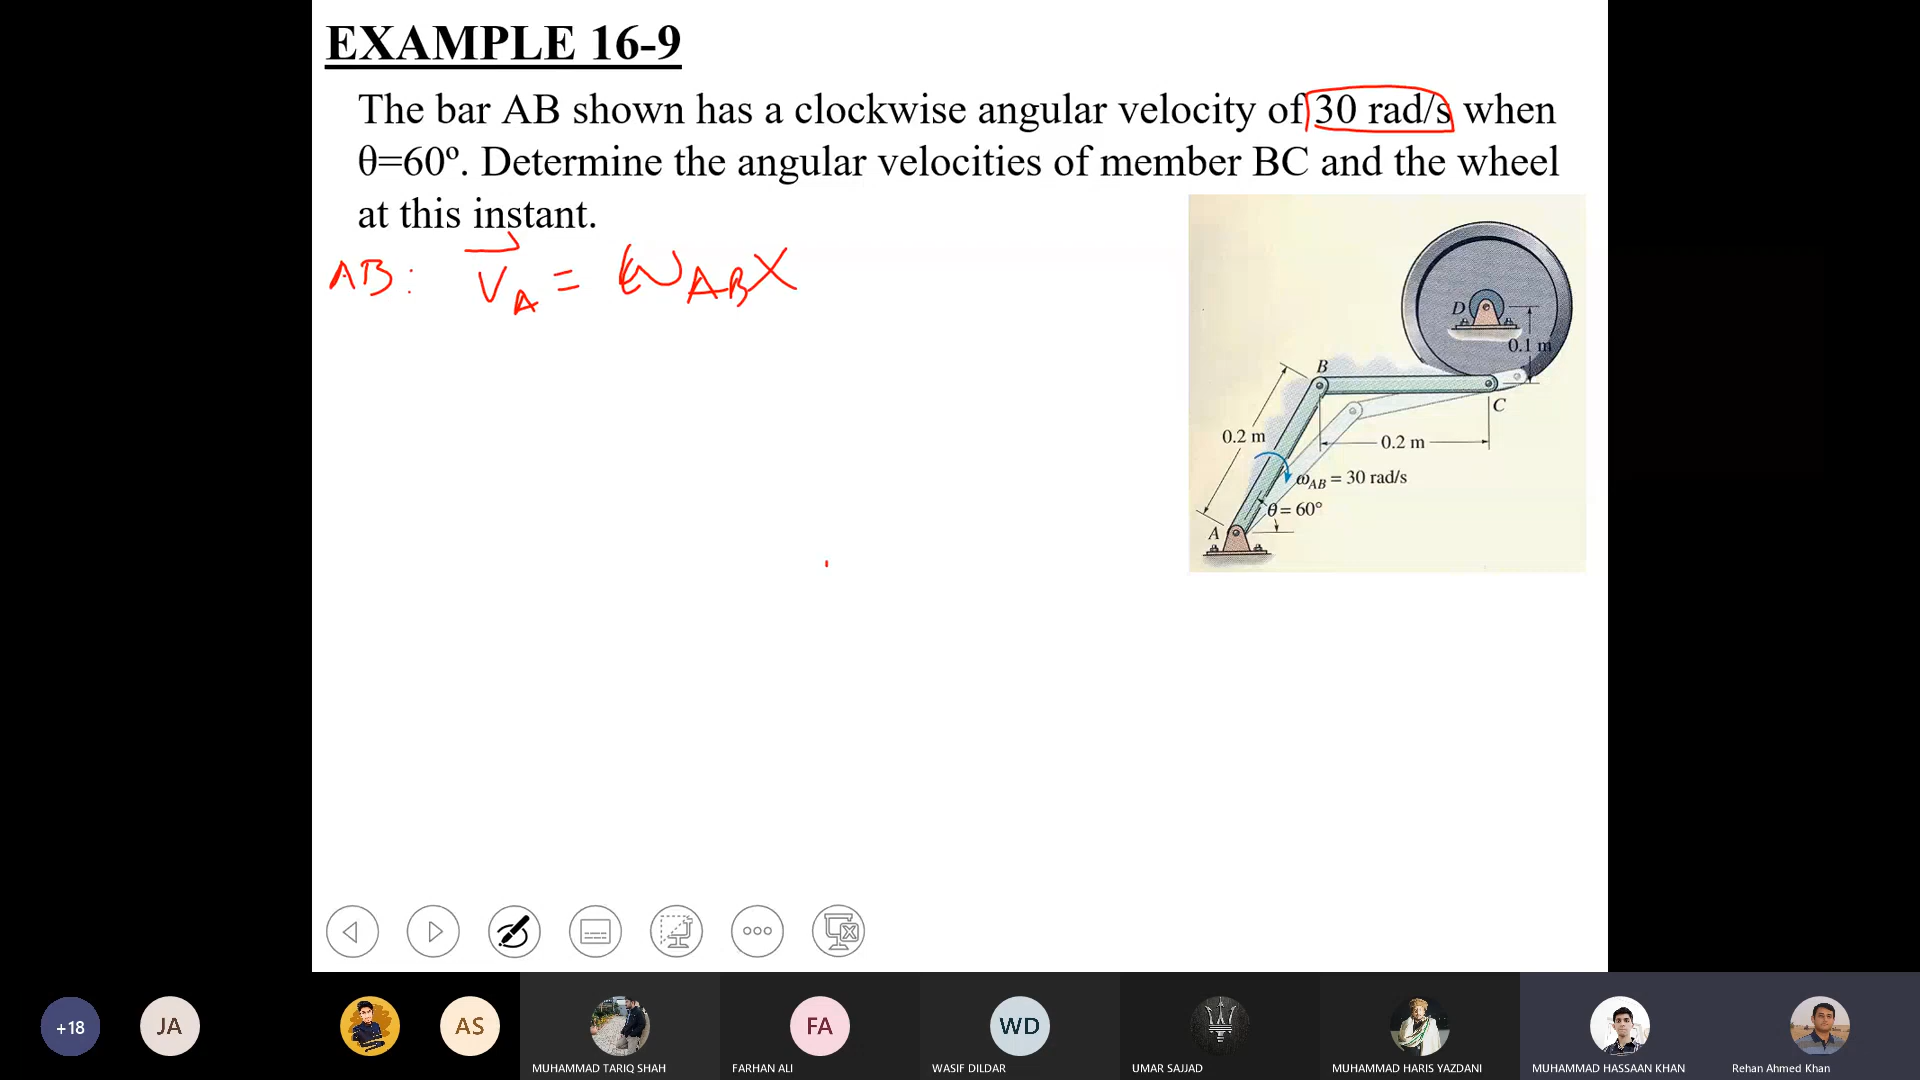 EXAMPLE 16-9
The bar AB shown has a clockwise angular velocity of 30 rad/s when
θ=60º. Determine the angular velocities of member BC and the wheel
at this instant.
AB: V_A = ω_AB X
D
0.1 m
B
C
0.2 m
0.2 m
ω_AB = 30 rad/s
θ = 60°
A
+18
JA
AS
MUHAMMAD TARIQ SHAH
FA
FARHAN ALI
WD
WASIF DILDAR
UMAR SAJJAD
MUHAMMAD HARIS YAZDANI
MUHAMMAD HASSAAN KHAN
Rehan Ahmed Khan